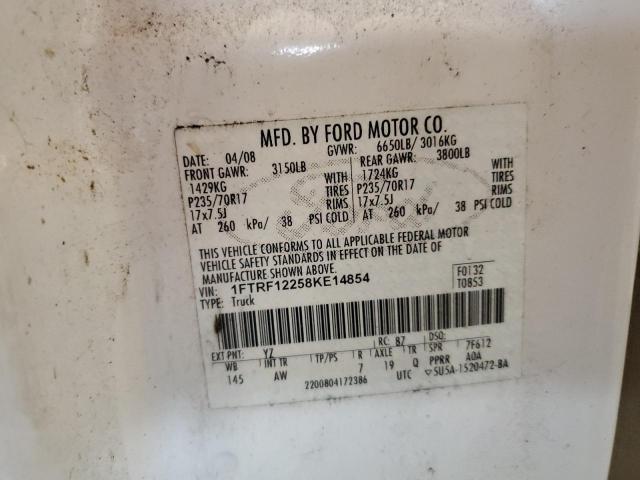 MFD. BY FORD MOTOR CO.
DATE: 04/08 GVWR: 6650LB/ 3016KG
FRONT GAWR: 3150LB REAR GAWR: 3800LB
1429KG WITH 1724KG WITH
P235/70R17 TIRES P235/70R17 TIRES
17x7.5J RIMS 17x7.5J RIMS
AT 260 kPa/ 38 PSI COLD AT 260 kPa/ 38 PSI COLD
THIS VEHICLE CONFORMS TO ALL APPLICABLE FEDERAL MOTOR
VEHICLE SAFETY STANDARDS IN EFFECT ON THE DATE OF
MANUFACTURE SHOWN ABOVE.
VIN: 1FTRF12258KE14854 F0132
TYPE: Truck T0853
EXT PNT: YZ RC: 87 DSO:
WB INT TR TP/PS R AXLE TR SPR 7F612
145 AW 7 19 Q PPRR A0A
2200804172386 UTC ▽5U5A-1520472-BA